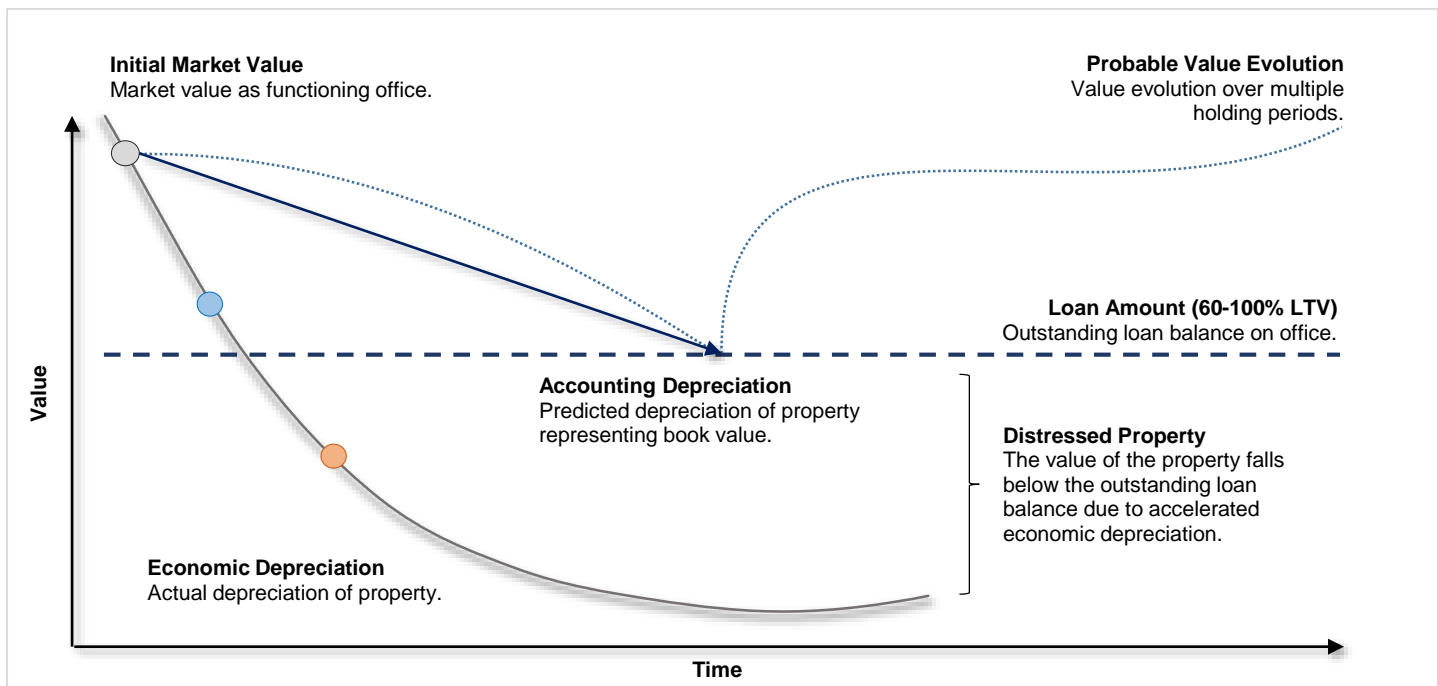 Initial Market Value
Market value as functioning office.
Probable Value Evolution
Value evolution over multiple
holding periods.
Loan Amount (60-100% LTV)
Outstanding loan balance on office.
Value
Accounting Depreciation
Predicted depreciation of property
representing book value.
Distressed Property
The value of the property falls
below the outstanding loan
balance due to accelerated
economic depreciation.
Economic Depreciation
Actual depreciation of property.
Time